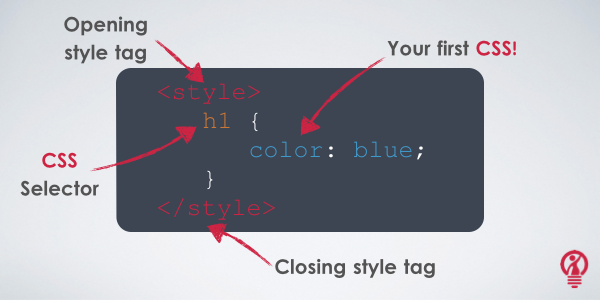 Opening
style tag
Your first CSS!
<style>
h1 {
color: blue;
}
</style>
CSS
Selector
Closing style tag